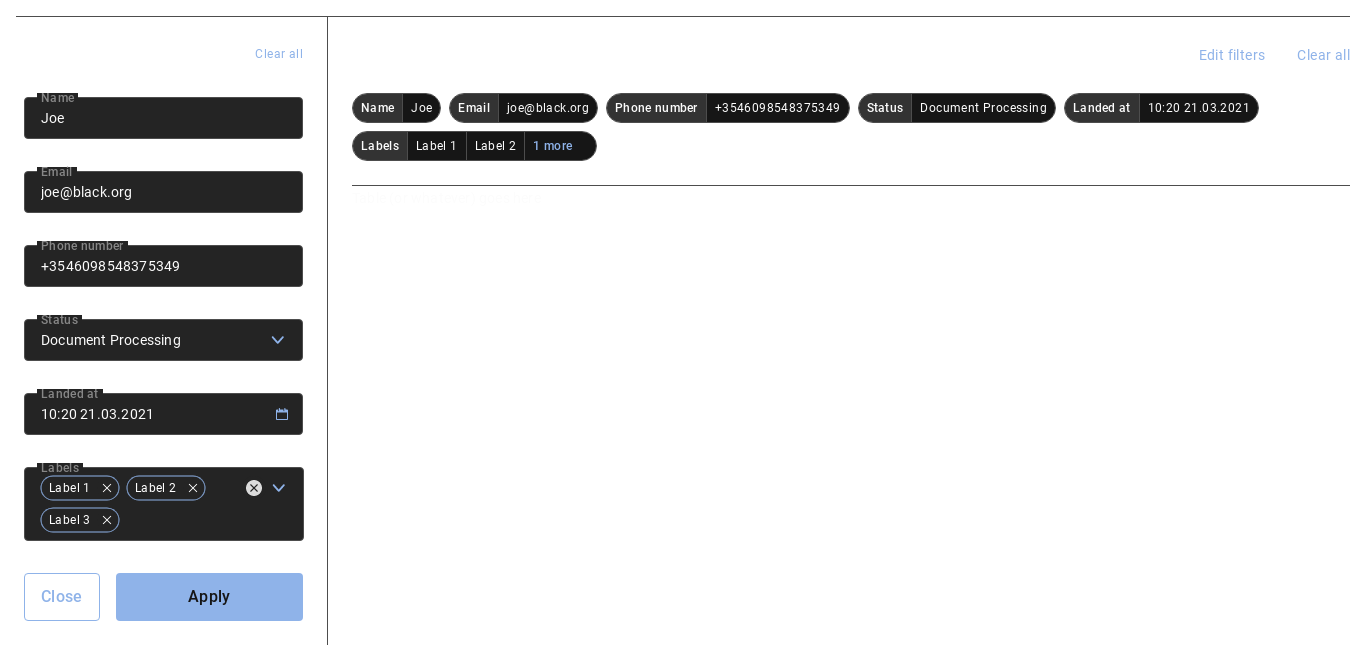 Clear all
Name
Joe
Email
joe@black.org
Phone number
+3546098548375349
Status
Document Processing
Landed at
10:20 21.03.2021
Labels
Label 1
Label 2
Label 3
Close
Apply
Edit filters Clear all
Name Joe Email joe@black.org Phone number +3546098548375349 Status Document Processing Landed at 10:20 21.03.2021
Labels Label 1 Label 2 1 more